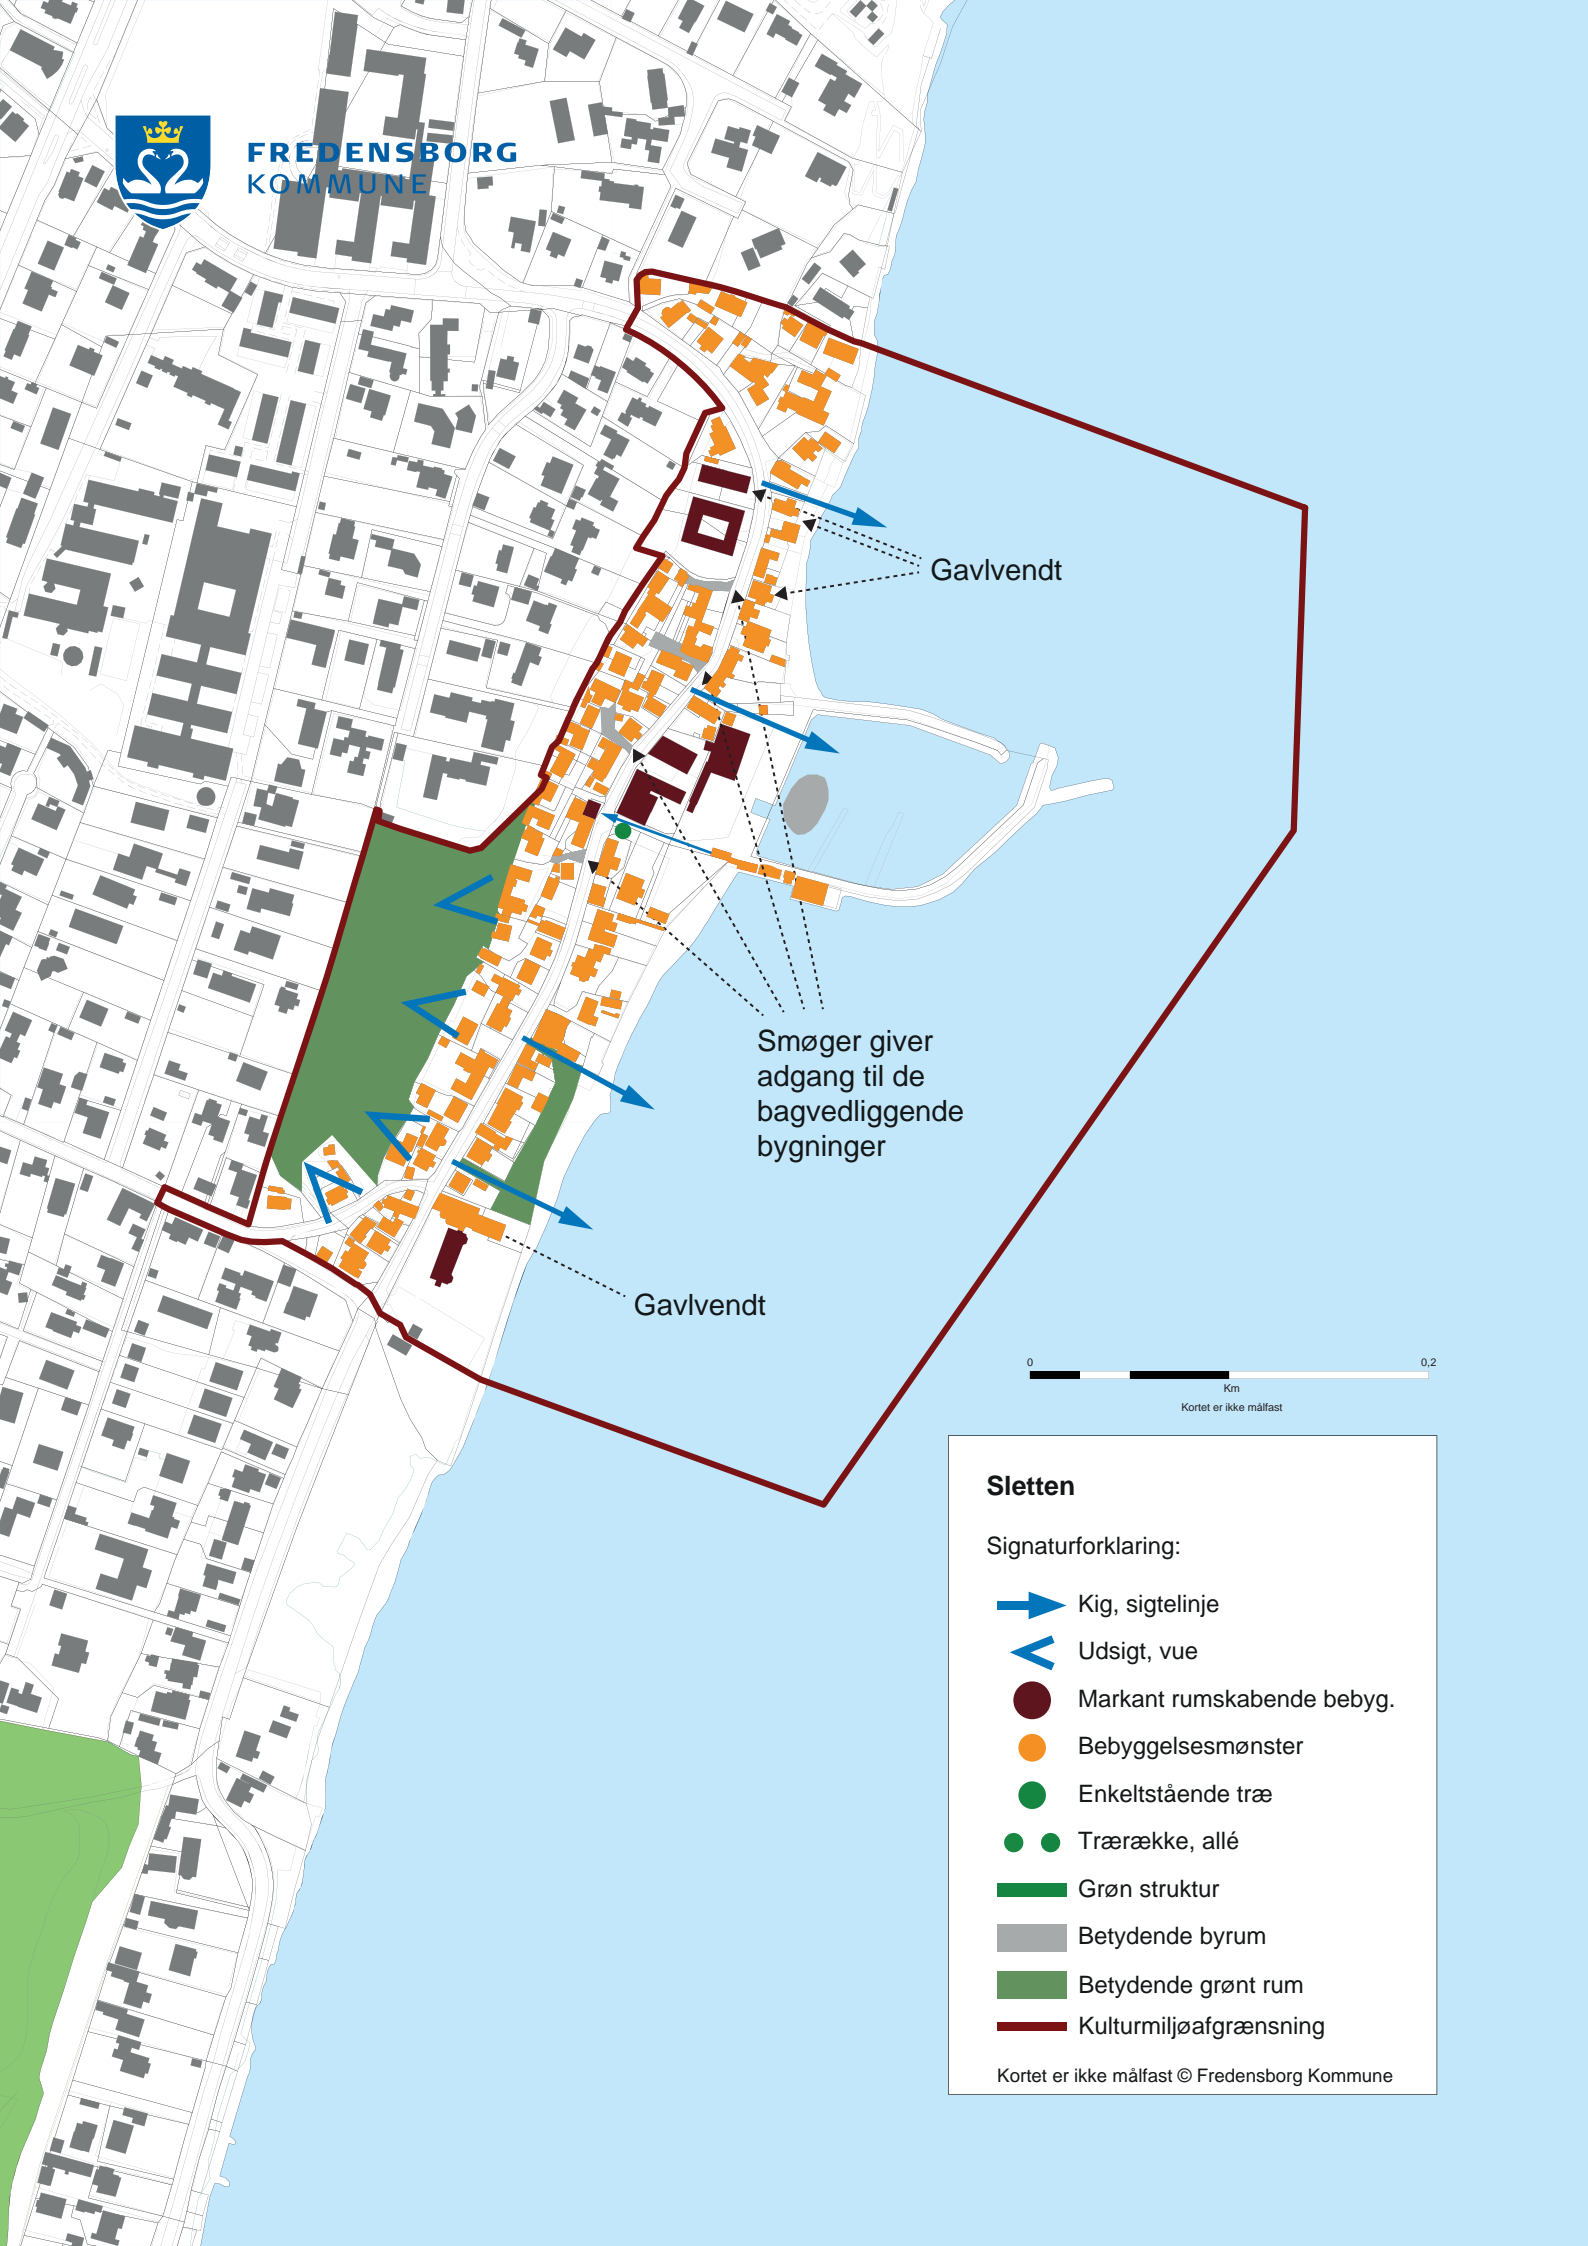 FREDENSBORG
KOMMUNE
Gavlvendt
Smøger giver
adgang til de
bagvedliggende
bygninger
Gavlvendt
0 0,2
Km
Kortet er ikke målfast
Sletten
Signaturforklaring:
Kig, sigtelinje
Udsigt, vue
Markant rumskabende bebyg.
Bebyggelsesmønster
Enkeltstående træ
Trærække, allé
Grøn struktur
Betydende byrum
Betydende grønt rum
Kulturmiljøafgrænsning
Kortet er ikke målfast © Fredensborg Kommune